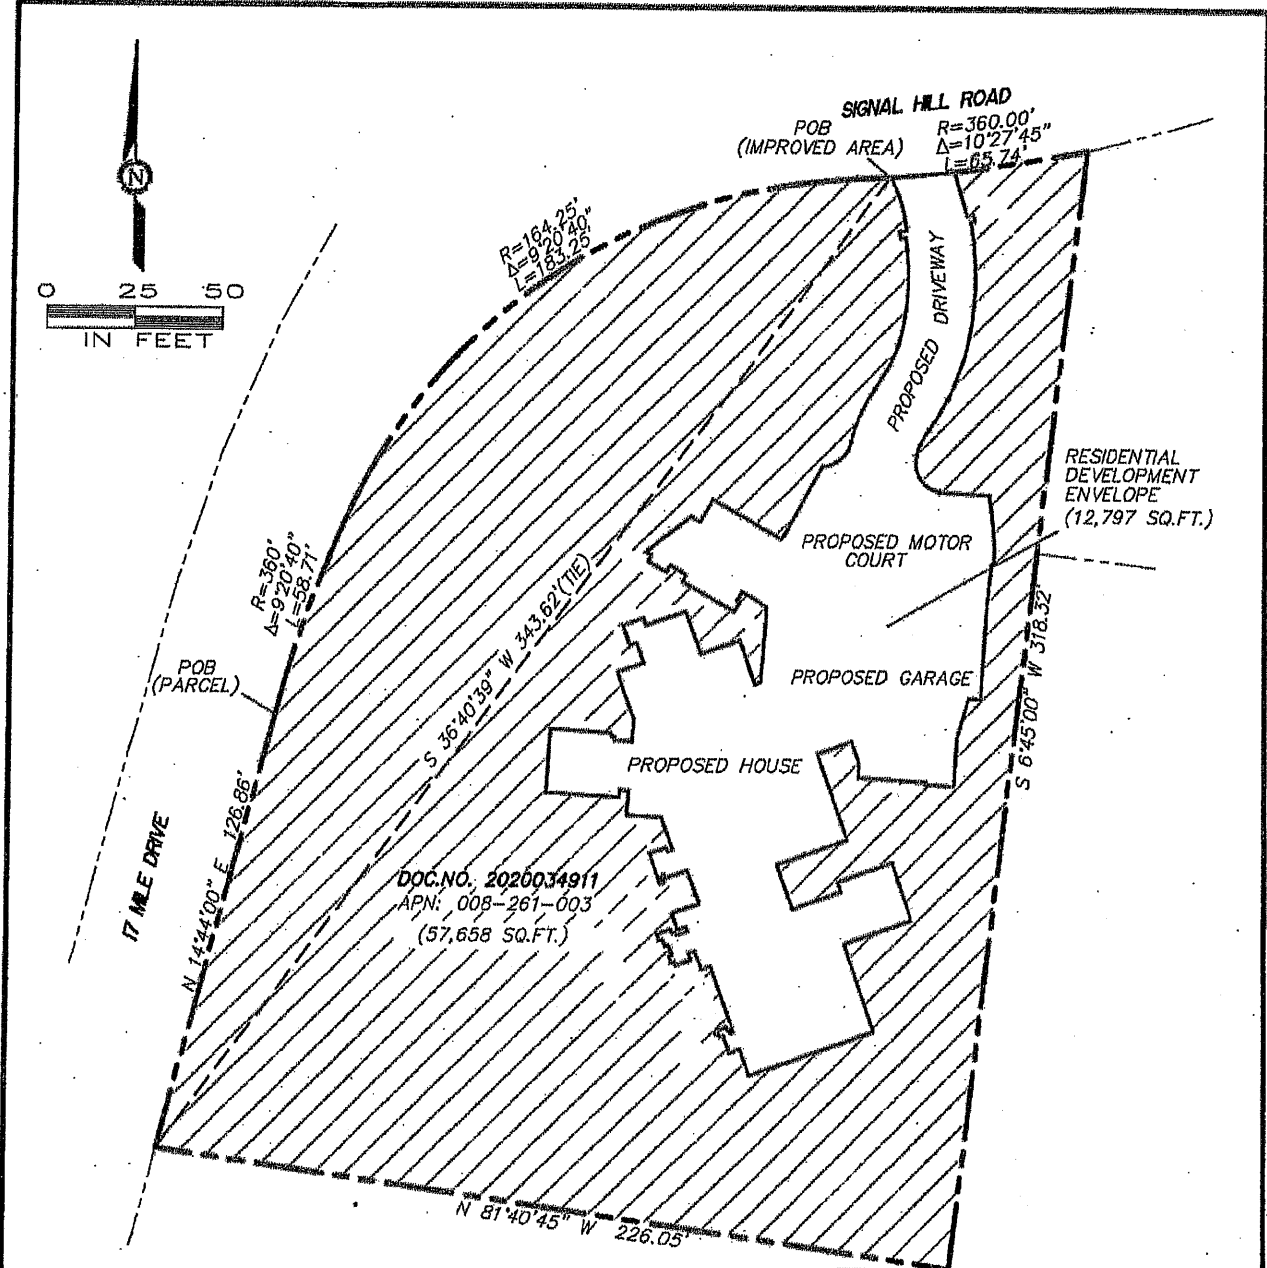 SIGNAL HILL ROAD
R=360.00'
Δ=10°27'45"
L=65.74'
POB
(IMPROVED AREA)
N
0 25 50
IN FEET
R=164.25'
Δ=9°20'40"
L=183.25'
PROPOSED DRIVEWAY
RESIDENTIAL
DEVELOPMENT
ENVELOPE
(12,797 SQ.FT.)
PROPOSED MOTOR
COURT
R=360'
Δ=9°20'40"
L=58.71'
S 36°40'39" W 343.62'(TIE)
POB
(PARCEL)
PROPOSED GARAGE
S 6°45'00" W 318.32'
PROPOSED HOUSE
N 14°44'00" E 126.86'
17 MILE DRIVE
DOC.NO. 2020034911
APN: 008-261-003
(57,658 SQ.FT.)
N 81°40'45" W 226.05'